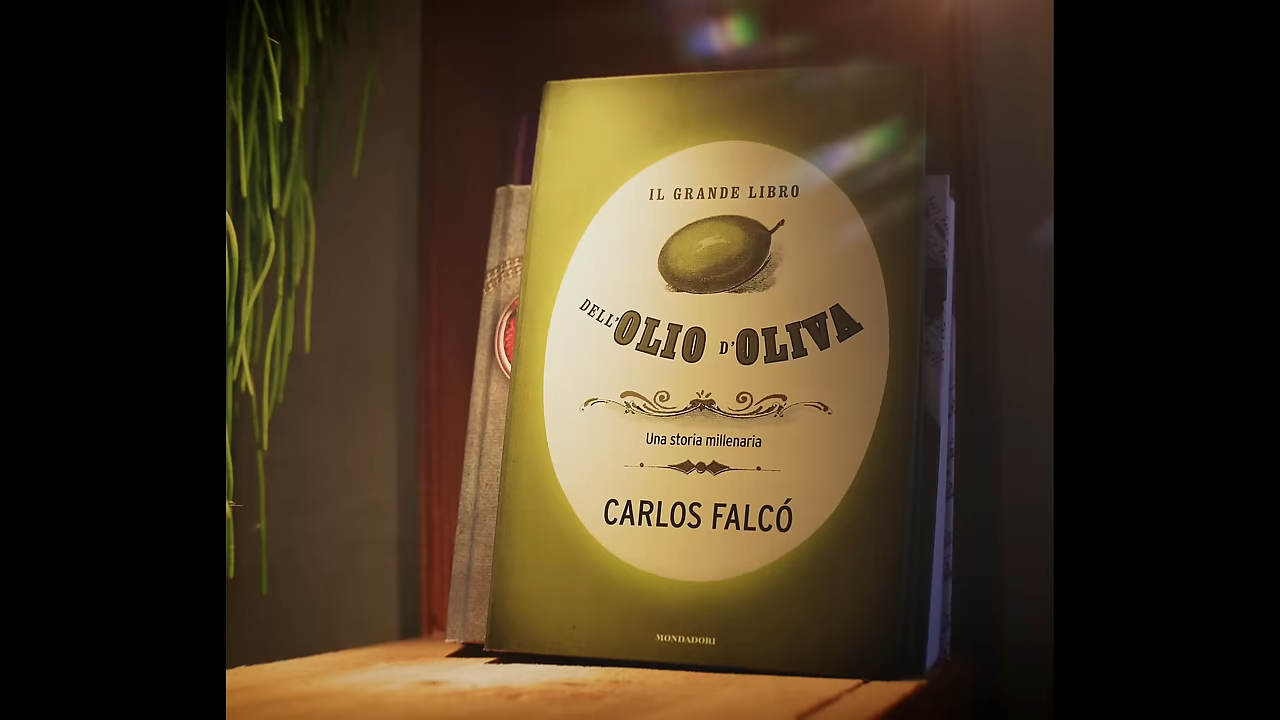 IL GRANDE LIBRO
DELL'OLIO D'OLIVA
Una storia millenaria
CARLOS FALCÓ
MONDADORI